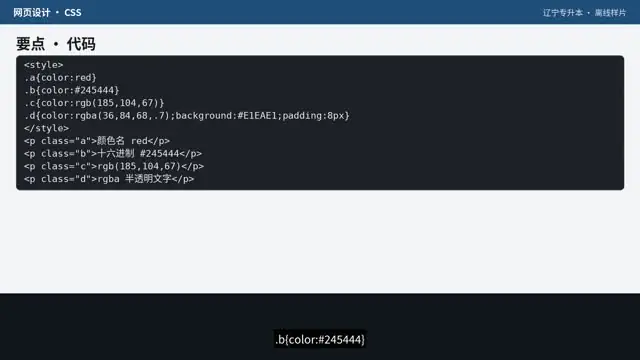 网页设计 • CSS
辽宁专升本 • 离线样片
要点 • 代码
<style>
.a{color:red}
.b{color:#245444}
.c{color:rgb(185,104,67)}
.d{color:rgba(36,84,68,.7);background:#E1EAE1;padding:8px}
</style>
<p class="a">颜色名 red</p>
<p class="b">十六进制 #245444</p>
<p class="c">rgb(185,104,67)</p>
<p class="d">rgba 半透明文字</p>
.b{color:#245444}